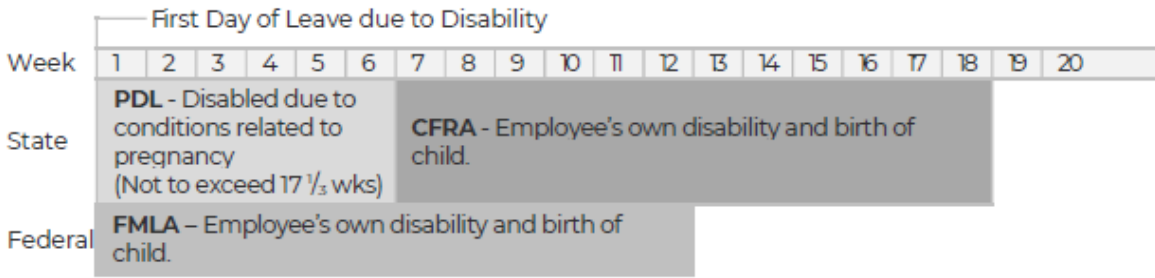 First Day of Leave due to Disability
Week 1 2 3 4 5 6 7 8 9 10 11 12 13 14 15 16 17 18 19 20
State
PDL - Disabled due to
conditions related to
pregnancy
(Not to exceed 17 1/3 wks)
CFRA - Employee's own disability and birth of
child.
Federal
FMLA – Employee's own disability and birth of
child.